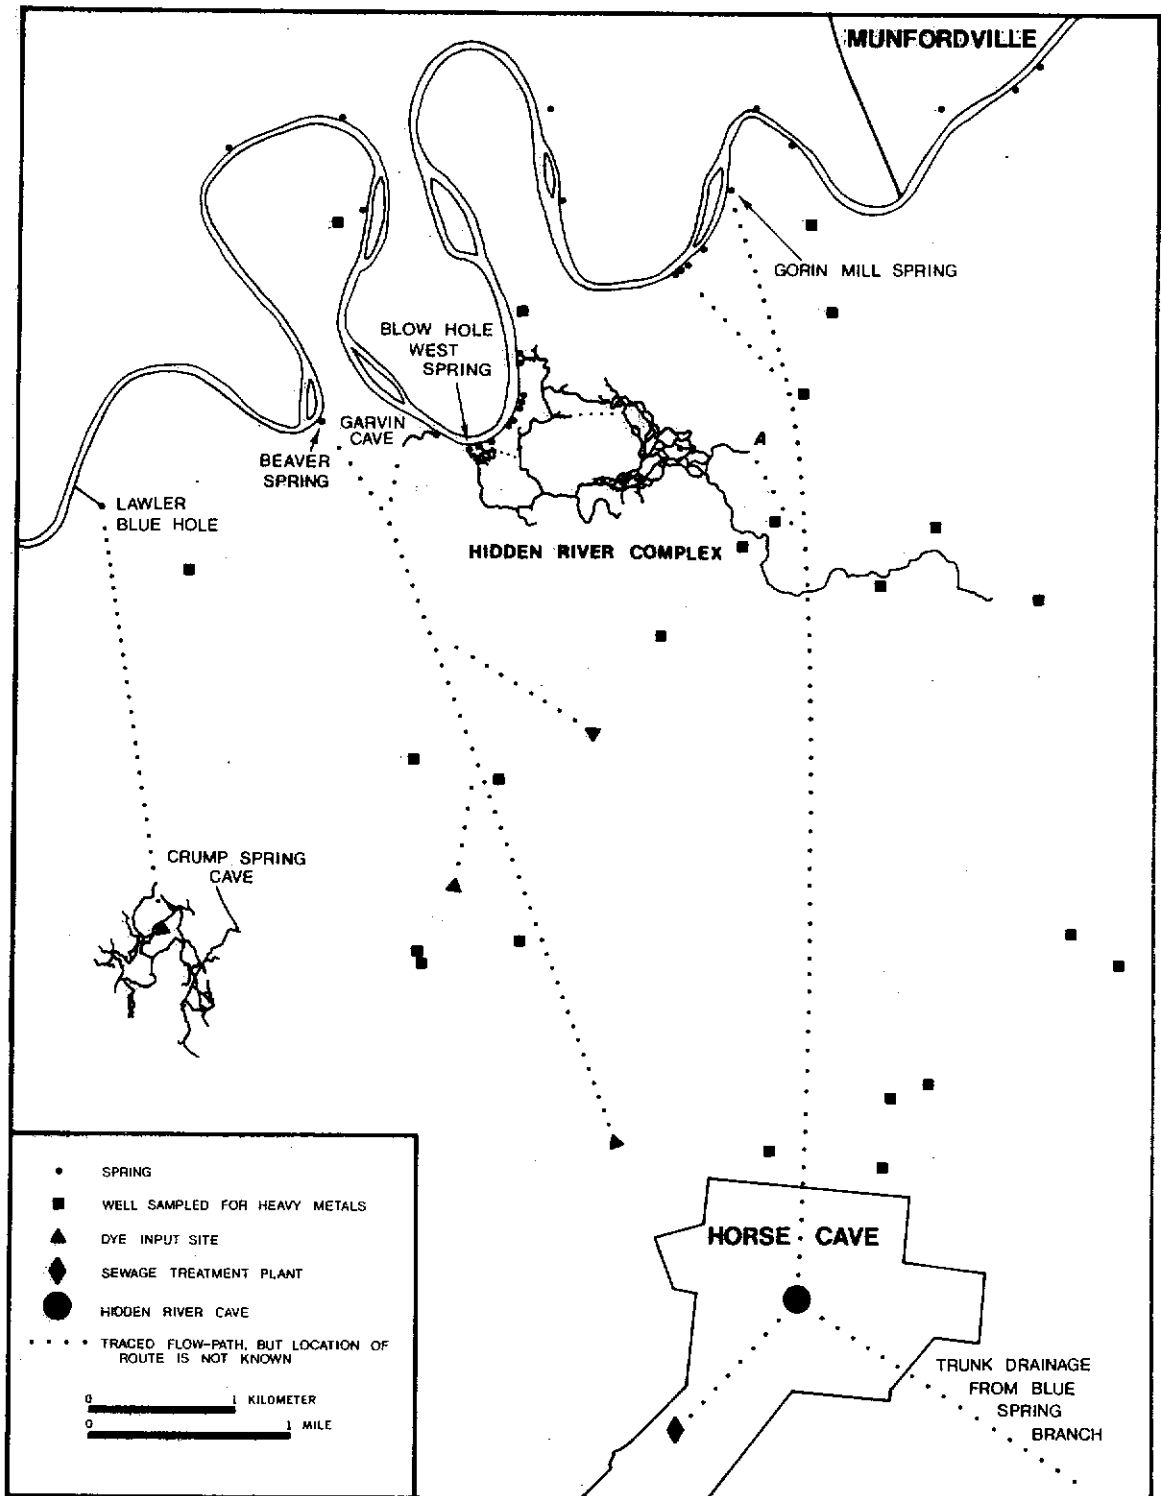 MUNFORDVILLE
GORIN MILL SPRING
BLOW HOLE
WEST
SPRING
GARVIN
CAVE
BEAVER
SPRING
A
LAWLER
BLUE HOLE
HIDDEN RIVER COMPLEX
CRUMP SPRING
CAVE
HORSE CAVE
TRUNK DRAINAGE
FROM BLUE
SPRING
BRANCH
SPRING
WELL SAMPLED FOR HEAVY METALS
DYE INPUT SITE
SEWAGE TREATMENT PLANT
HIDDEN RIVER CAVE
TRACED FLOW-PATH, BUT LOCATION OF
ROUTE IS NOT KNOWN
0 1 KILOMETER
0 1 MILE